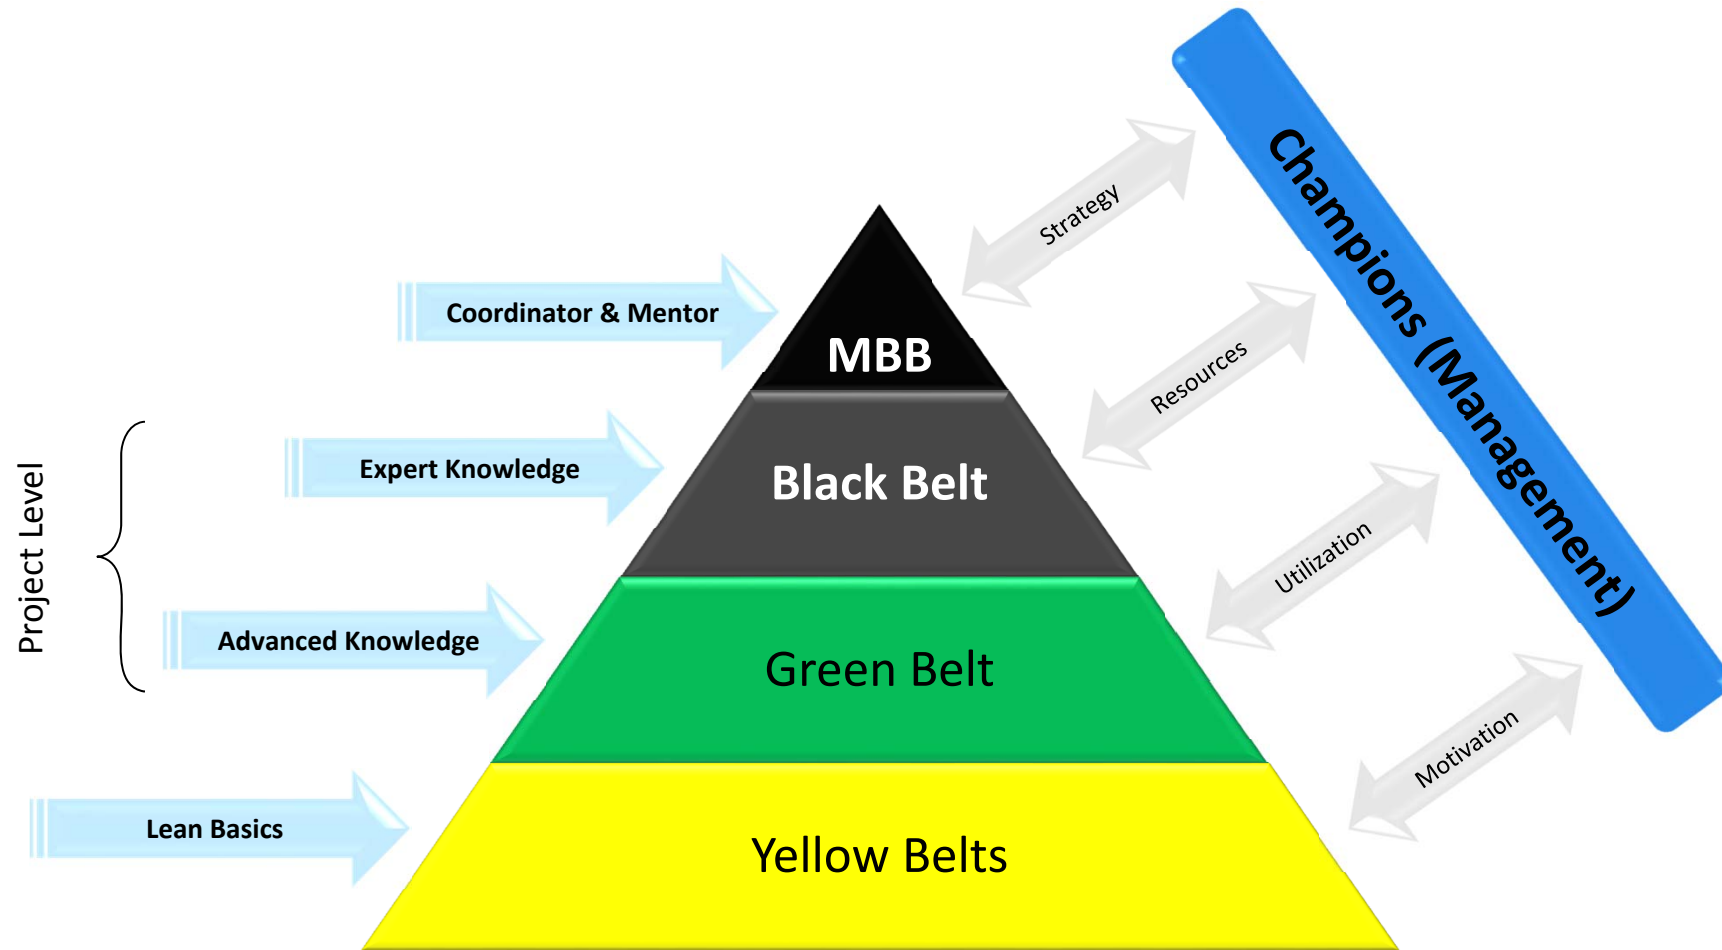 Champions (Management)
Strategy
Coordinator & Mentor
MBB
Resources
Project Level
Expert Knowledge
Black Belt
Utilization
Advanced Knowledge
Green Belt
Motivation
Lean Basics
Yellow Belts